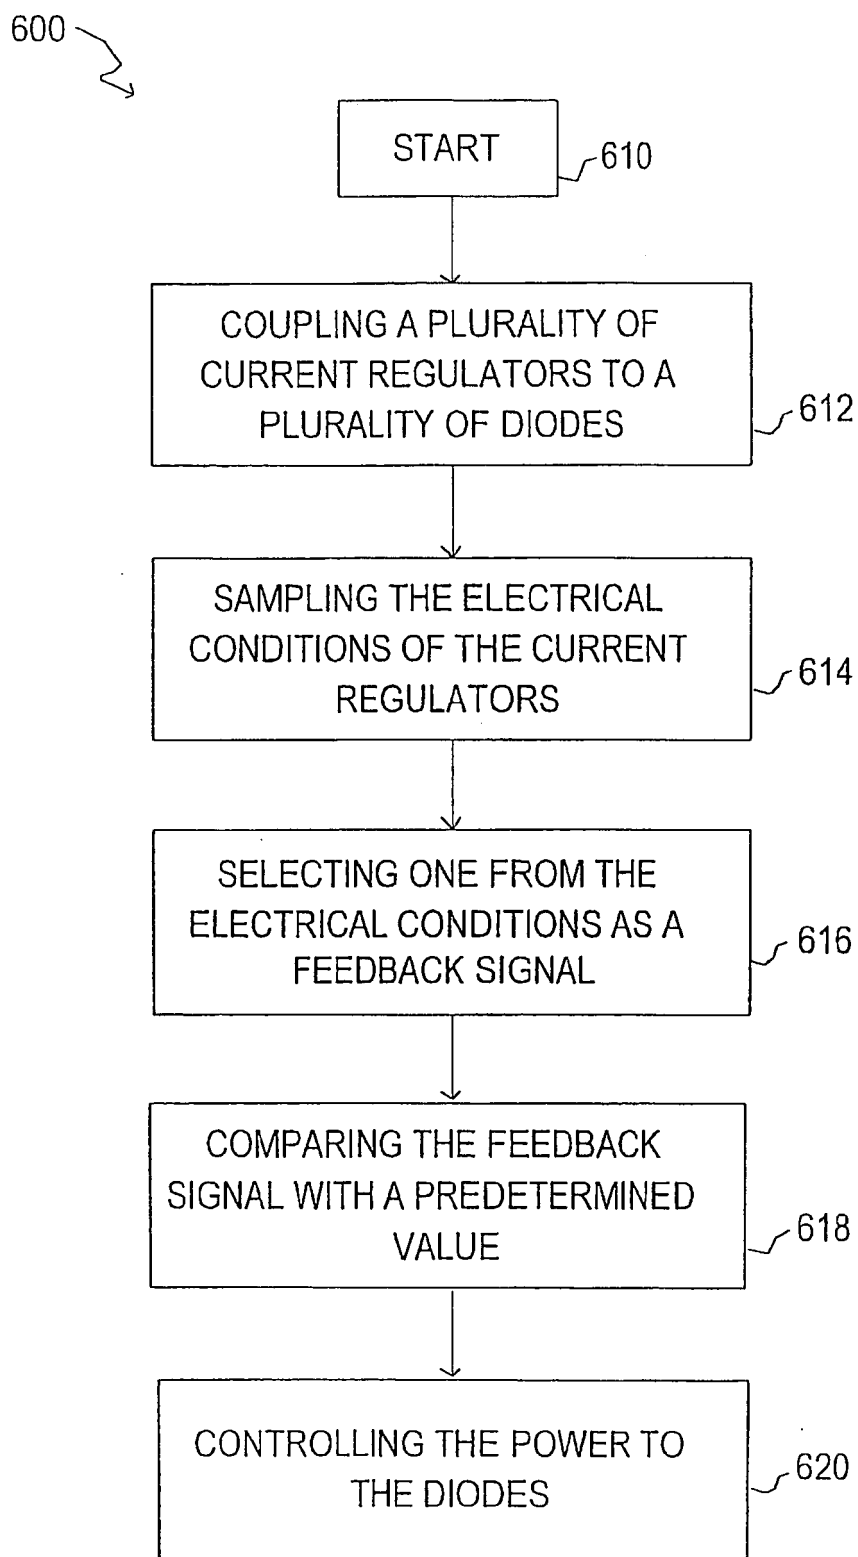 600
START
610
COUPLING A PLURALITY OF
CURRENT REGULATORS TO A
PLURALITY OF DIODES
612
SAMPLING THE ELECTRICAL
CONDITIONS OF THE CURRENT
REGULATORS
614
SELECTING ONE FROM THE
ELECTRICAL CONDITIONS AS A
FEEDBACK SIGNAL
616
COMPARING THE FEEDBACK
SIGNAL WITH A PREDETERMINED
VALUE
618
CONTROLLING THE POWER TO
THE DIODES
620